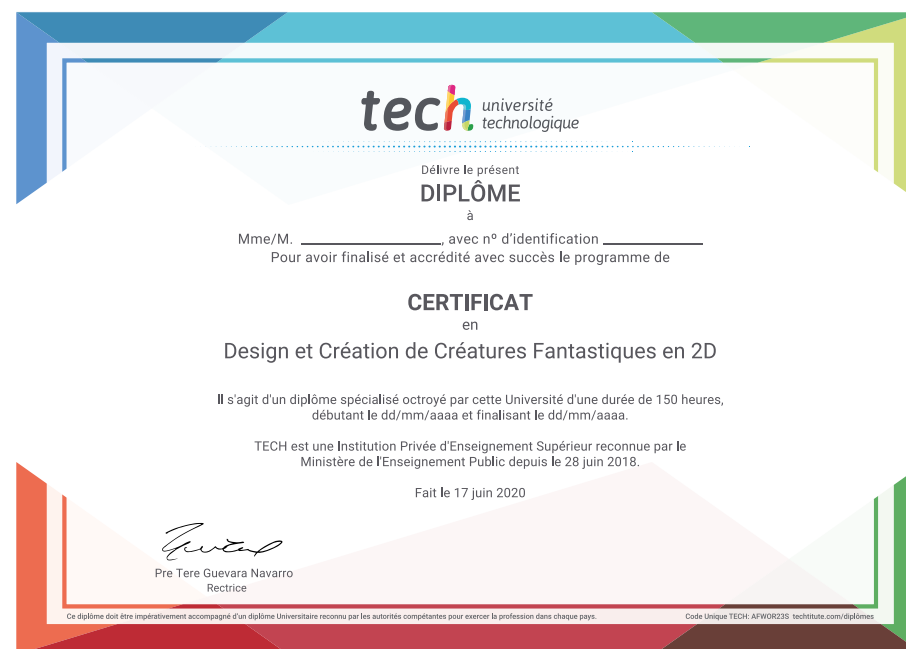 tech université
technologique
Délivre le présent
DIPLÔME
à
Mme/M. ____________________, avec nº d'identification ______________
Pour avoir finalisé et accrédité avec succès le programme de
CERTIFICAT
en
Design et Création de Créatures Fantastiques en 2D
Il s'agit d'un diplôme spécialisé octroyé par cette Université d'une durée de 150 heures,
débutant le dd/mm/aaaa et finalisant le dd/mm/aaaa.
TECH est une Institution Privée d'Enseignement Supérieur reconnue par le
Ministère de l'Enseignement Public depuis le 28 juin 2018.
Fait le 17 juin 2020
Pre Tere Guevara Navarro
Rectrice
Ce diplôme doit être impérativement accompagné d'un diplôme Universitaire reconnu par les autorités compétantes pour exercer la profession dans chaque pays.
Code Unique TECH: AFWOR23S techtitute.com/diplômes